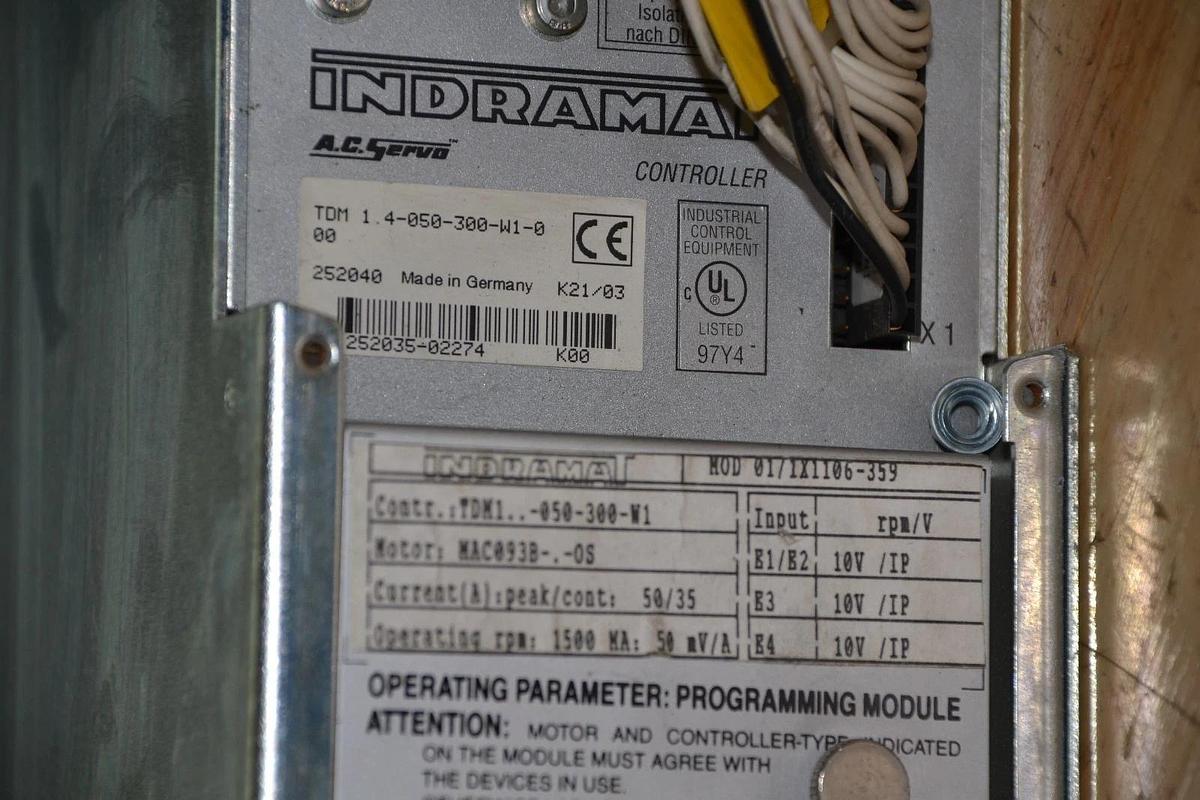 Isolat
nach DI
INDRAMAT
A.C. Servo™
CONTROLLER
TDM 1.4-050-300-W1-0
00
CE
252040 Made in Germany K21/03
252035-02274 K00
INDUSTRIAL
CONTROL
EQUIPMENT
C UL ®
LISTED
97Y4
X1
INDRAMAT MOD 01/1X1106-359
Contr.:TDM1..-050-300-W1 Input rpm/V
Motor: MAC093B-.-OS E1/E2 10V /IP
Current(A):peak/cont: 50/35 E3 10V /IP
Operating rpm: 1500 MA: 50 mV/A E4 10V /IP
OPERATING PARAMETER: PROGRAMMING MODULE
ATTENTION: MOTOR AND CONTROLLER-TYPE INDICATED
ON THE MODULE MUST AGREE WITH
THE DEVICES IN USE.